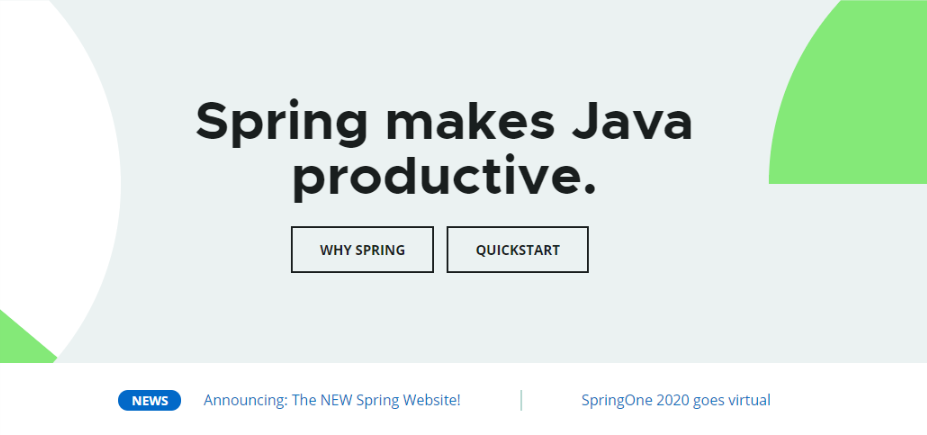 Spring makes Java
productive.
WHY SPRING
QUICKSTART
NEWS
Announcing: The NEW Spring Website!
SpringOne 2020 goes virtual